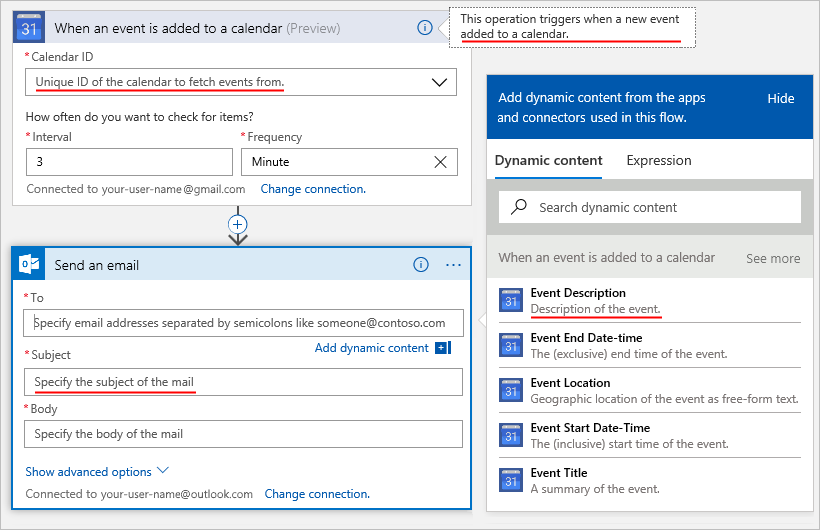 31
When an event is added to a calendar (Preview)
This operation triggers when a new event
added to a calendar.
* Calendar ID
Unique ID of the calendar to fetch events from.
How often do you want to check for items?
* Interval
* Frequency
3
Minute
Connected to your-user-name@gmail.com
Change connection.
Send an email
* To
Specify email addresses separated by semicolons like someone@contoso.com
Add dynamic content
* Subject
Specify the subject of the mail
* Body
Specify the body of the mail
Show advanced options
Connected to your-user-name@outlook.com
Change connection.
Add dynamic content from the apps
and connectors used in this flow.
Hide
Dynamic content
Expression
Search dynamic content
When an event is added to a calendar
See more
31
Event Description
Description of the event.
31
Event End Date-time
The (exclusive) end time of the event.
31
Event Location
Geographic location of the event as free-form text.
31
Event Start Date-Time
The (inclusive) start time of the event.
31
Event Title
A summary of the event.